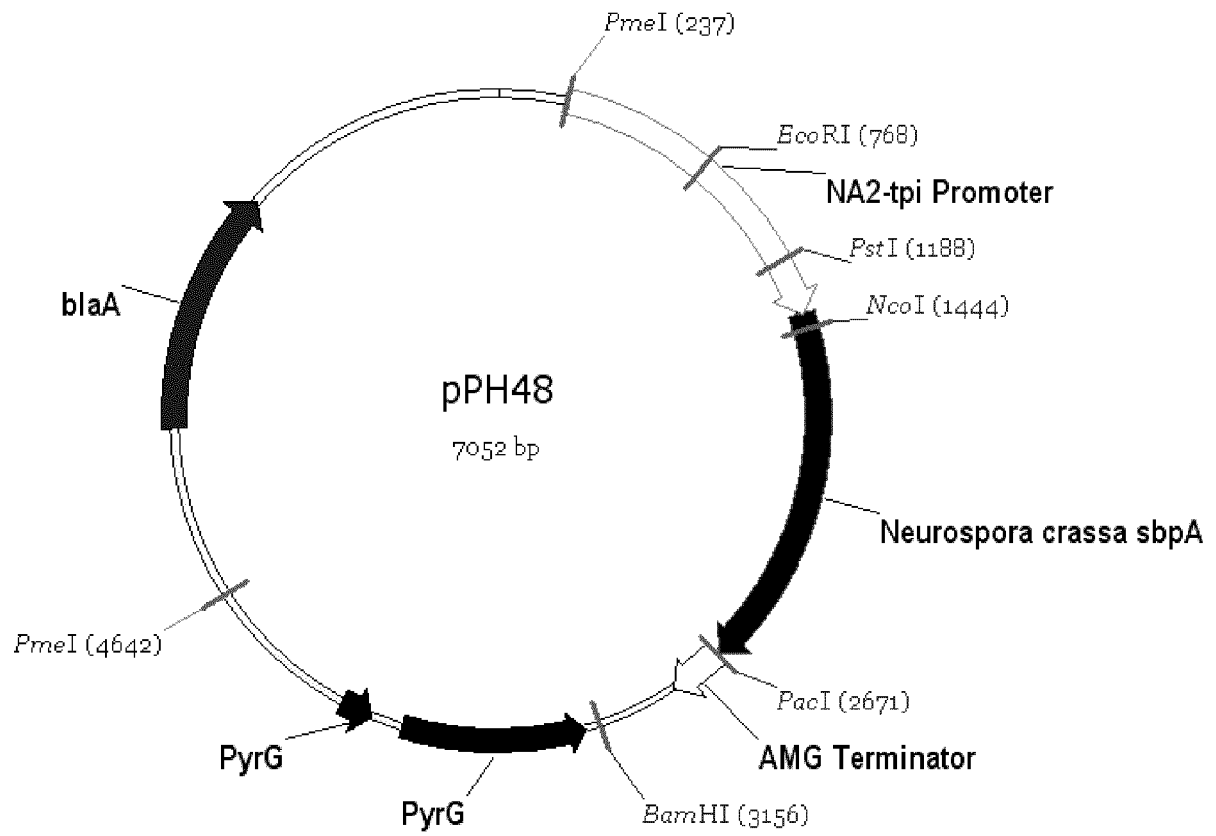 PmeI (237)
EcoRI (768)
NA2-tpi Promoter
PstI (1188)
NcoI (1444)
blaA
pPH48
7052 bp
Neurospora crassa sbpA
PmeI (4642)
PacI (2671)
PyrG
AMG Terminator
PyrG
BamHI (3156)